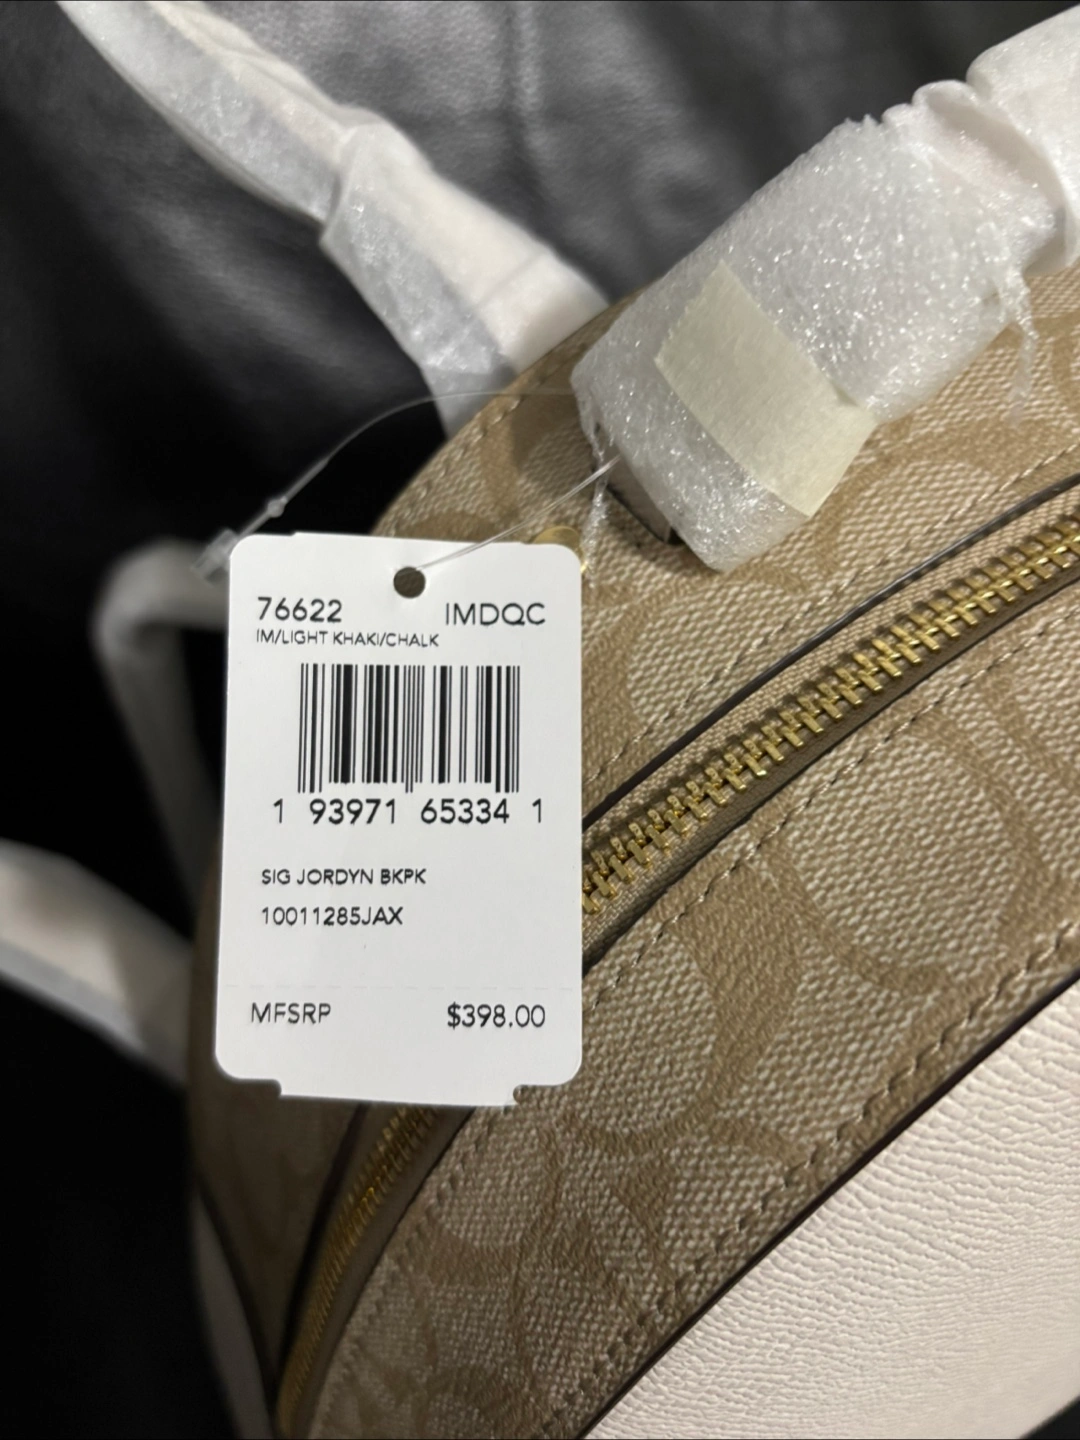 76622 IMDQC
IM/LIGHT KHAKI/CHALK
1 93971 65334 1
SIG JORDYN BKPK
10011285JAX
MFSRP $398.00